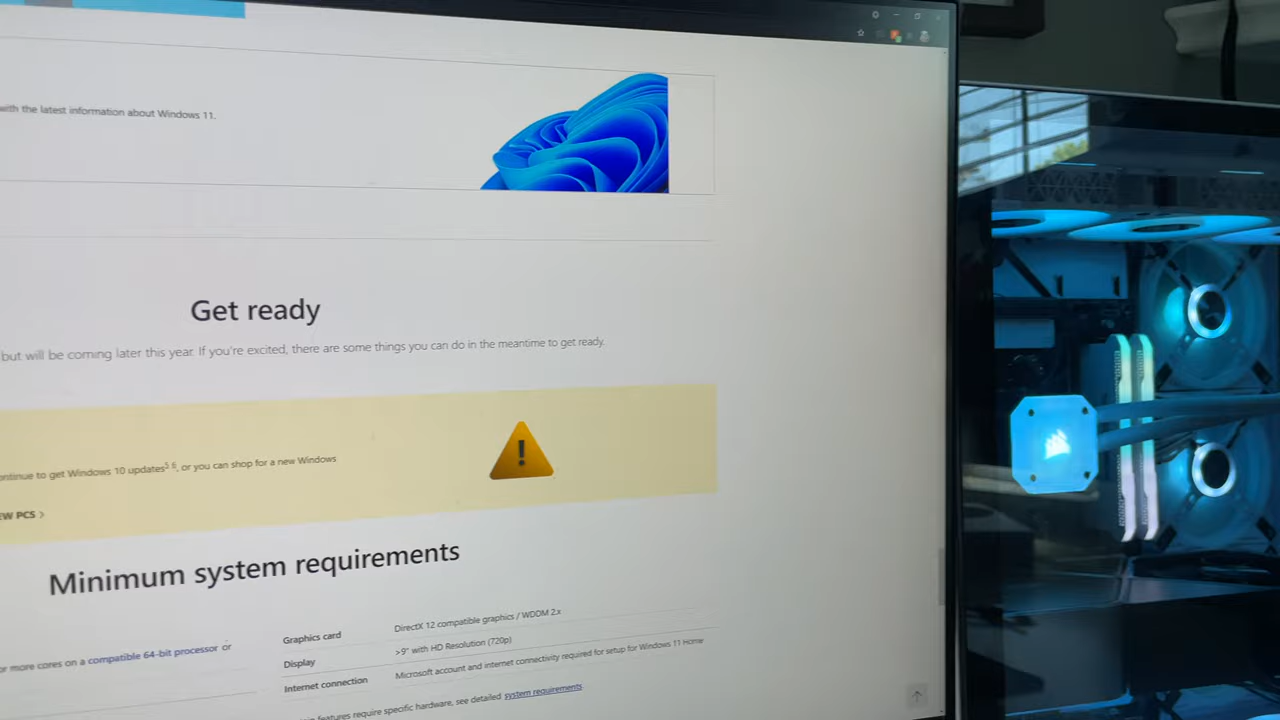 with the latest information about Windows 11.
Get ready
but will be coming later this year. If you're excited, there are some things you can do in the meantime to get ready.
ontinue to get Windows 10 updates5 6, or you can shop for a new Windows
EW PCS >
!
Minimum system requirements
or more cores on a compatible 64-bit processor or
Graphics card DirectX 12 compatible graphics / WDDM 2.x
Display >9" with HD Resolution (720p)
Internet connection Microsoft account and internet connectivity required for setup for Windows 11 Home
features require specific hardware, see detailed system requirements